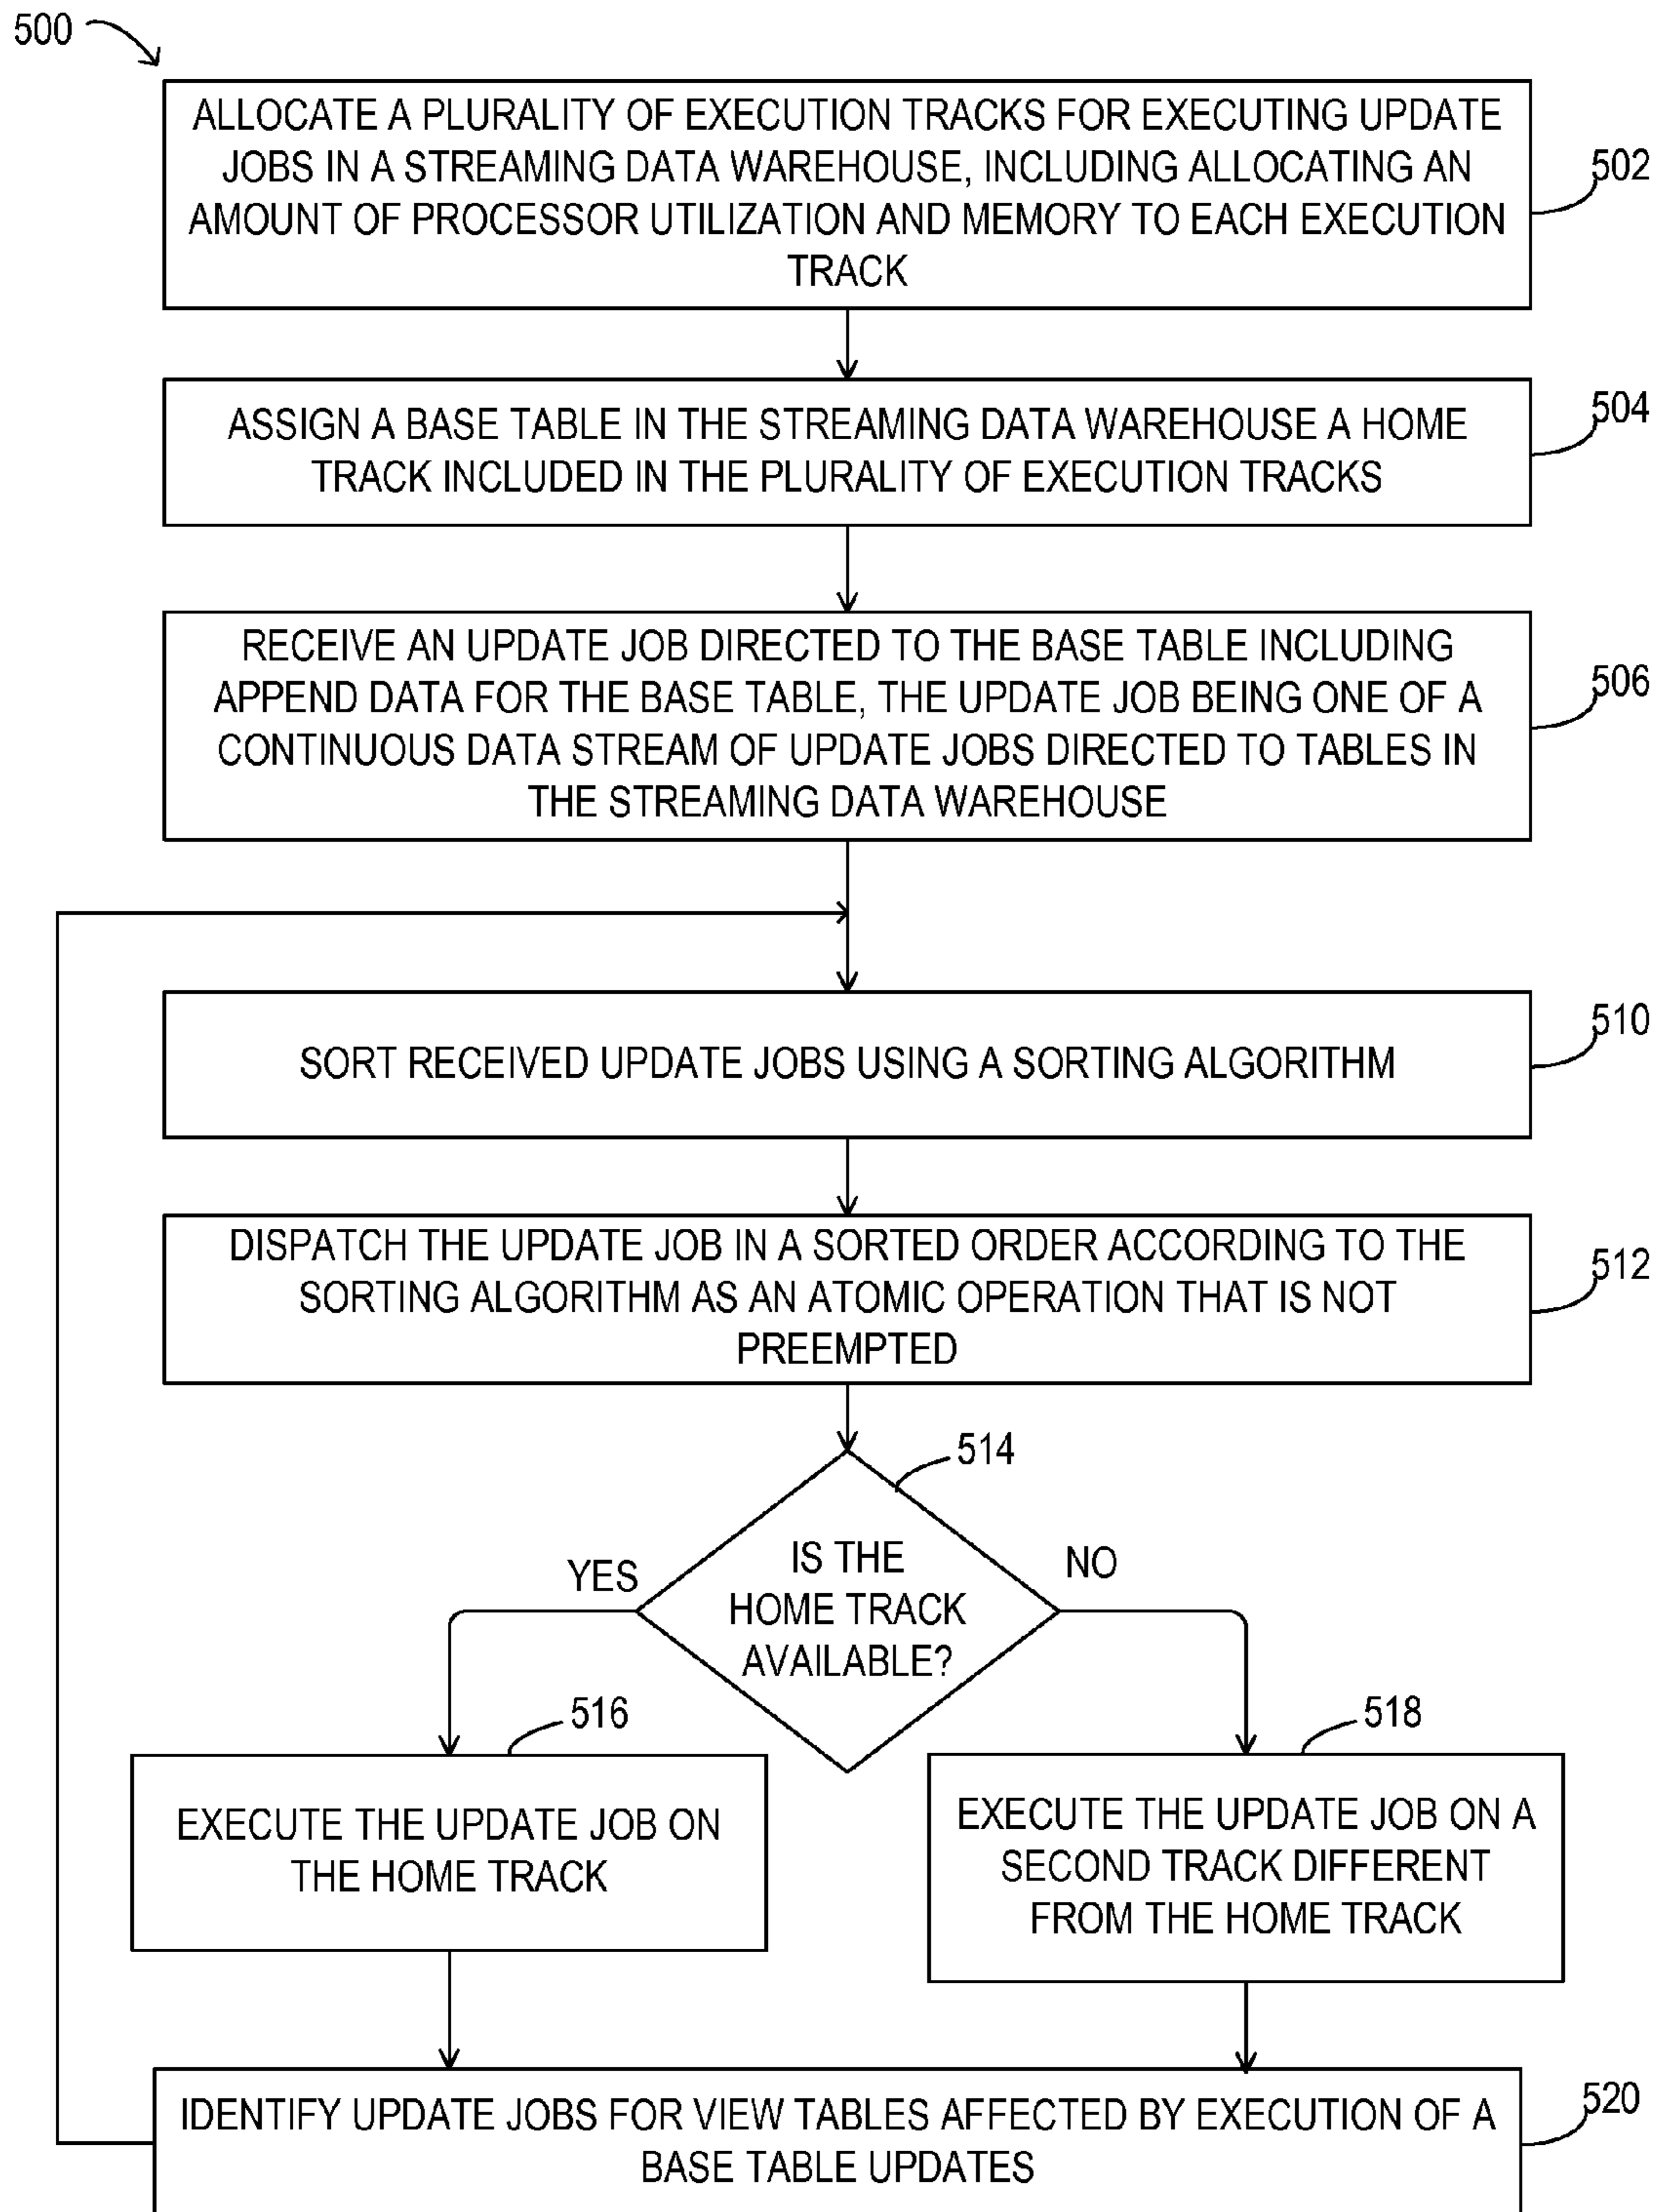 500
ALLOCATE A PLURALITY OF EXECUTION TRACKS FOR EXECUTING UPDATE
JOBS IN A STREAMING DATA WAREHOUSE, INCLUDING ALLOCATING AN
AMOUNT OF PROCESSOR UTILIZATION AND MEMORY TO EACH EXECUTION
TRACK
502
ASSIGN A BASE TABLE IN THE STREAMING DATA WAREHOUSE A HOME
TRACK INCLUDED IN THE PLURALITY OF EXECUTION TRACKS
504
RECEIVE AN UPDATE JOB DIRECTED TO THE BASE TABLE INCLUDING
APPEND DATA FOR THE BASE TABLE, THE UPDATE JOB BEING ONE OF A
CONTINUOUS DATA STREAM OF UPDATE JOBS DIRECTED TO TABLES IN
THE STREAMING DATA WAREHOUSE
506
SORT RECEIVED UPDATE JOBS USING A SORTING ALGORITHM
510
DISPATCH THE UPDATE JOB IN A SORTED ORDER ACCORDING TO THE
SORTING ALGORITHM AS AN ATOMIC OPERATION THAT IS NOT
PREEMPTED
512
514
IS THE
HOME TRACK
AVAILABLE?
YES
NO
516
EXECUTE THE UPDATE JOB ON
THE HOME TRACK
518
EXECUTE THE UPDATE JOB ON A
SECOND TRACK DIFFERENT
FROM THE HOME TRACK
IDENTIFY UPDATE JOBS FOR VIEW TABLES AFFECTED BY EXECUTION OF A
BASE TABLE UPDATES
520